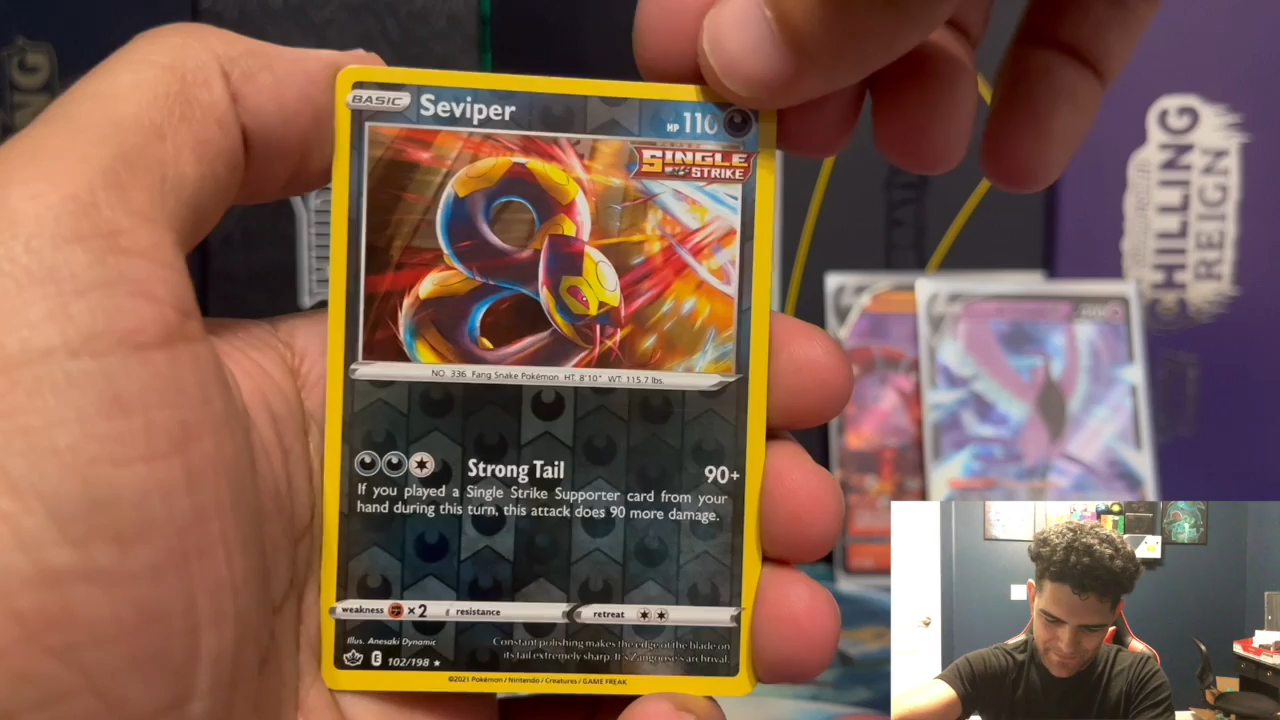 BASIC Seviper HP 110
SINGLE
STRIKE
NO. 336 Fang Snake Pokémon HT: 8'10" WT: 115.7 lbs.
Strong Tail 90+
If you played a Single Strike Supporter card from your
hand during this turn, this attack does 90 more damage.
weakness ×2 resistance retreat
Illus. Anesaki Dynamic
Constant polishing makes the edge of the blade on
its tail extremely sharp. It's Zangoose's archrival.
E 102/198 ★
©2021 Pokémon / Nintendo / Creatures / GAME FREAK
CHILLING
REIGN